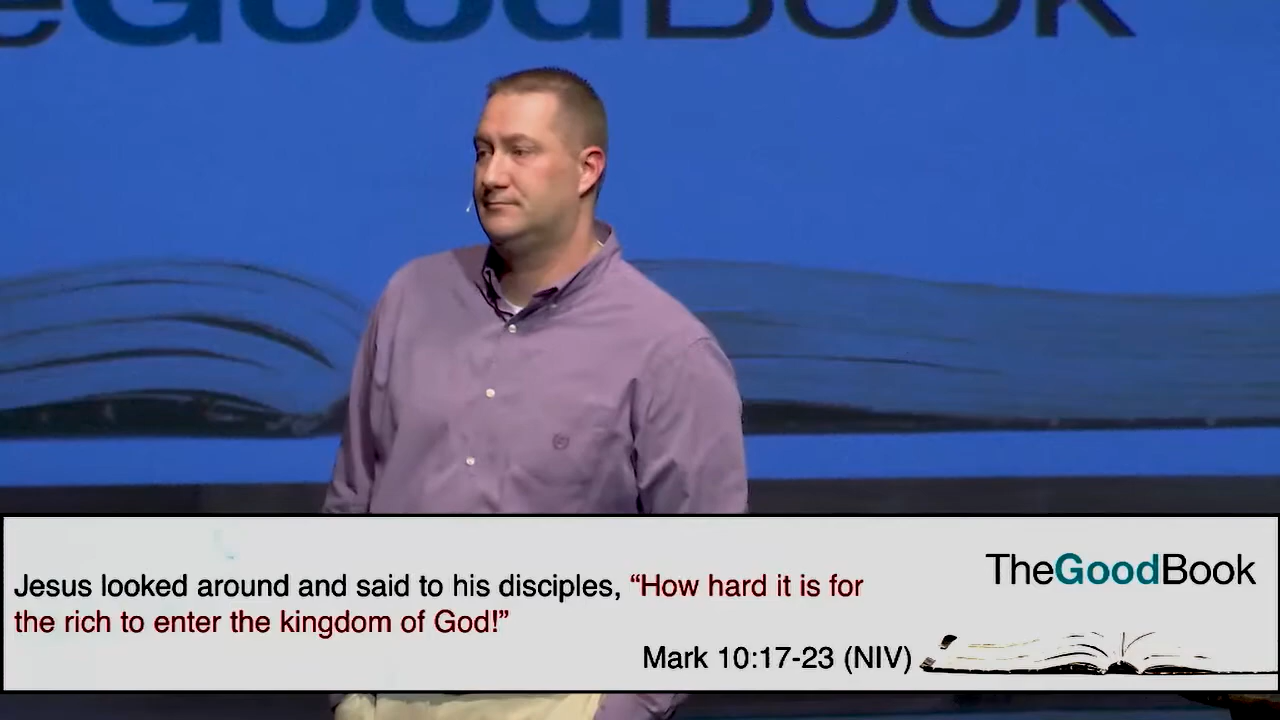 eGoodBook
Jesus looked around and said to his disciples, “How hard it is for
the rich to enter the kingdom of God!”
Mark 10:17-23 (NIV)
TheGoodBook